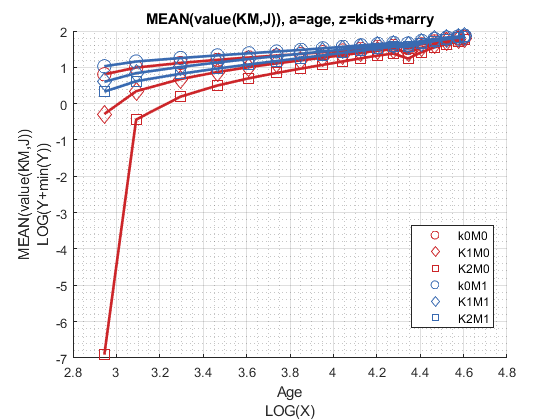 MEAN(value(KM,J)), a=age, z=kids+marry
2
1
0
-1
-2
-3
-4
-5
-6
-7
MEAN(value(KM,J))
LOG(Y+min(Y))
k0M0
K1M0
K2M0
k0M1
K1M1
K2M1
2.8 3 3.2 3.4 3.6 3.8 4 4.2 4.4 4.6 4.8
Age
LOG(X)